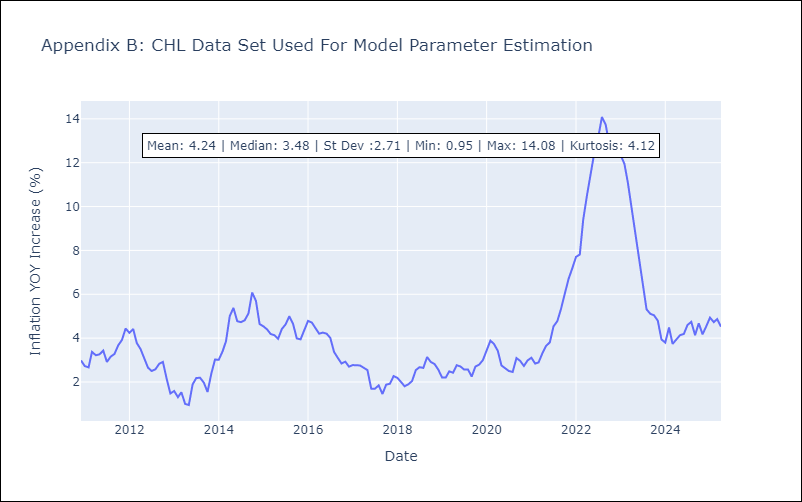 Appendix B: CHL Data Set Used For Model Parameter Estimation
Mean: 4.24 | Median: 3.48 | St Dev :2.71 | Min: 0.95 | Max: 14.08 | Kurtosis: 4.12
Inflation YOY Increase (%)
14
12
10
8
6
4
2
2012 2014 2016 2018 2020 2022 2024
Date